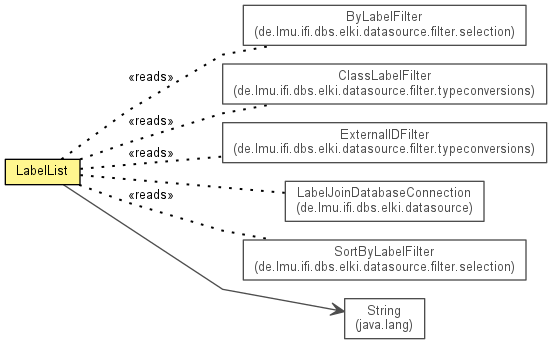 ByLabelFilter
(de.lmu.ifi.dbs.elki.datasource.filter.selection)
«reads»
ClassLabelFilter
(de.lmu.ifi.dbs.elki.datasource.filter.typeconversions)
«reads»
ExternalIDFilter
(de.lmu.ifi.dbs.elki.datasource.filter.typeconversions)
«reads»
LabelList
LabelJoinDatabaseConnection
(de.lmu.ifi.dbs.elki.datasource)
«reads»
SortByLabelFilter
(de.lmu.ifi.dbs.elki.datasource.filter.selection)
String
(java.lang)